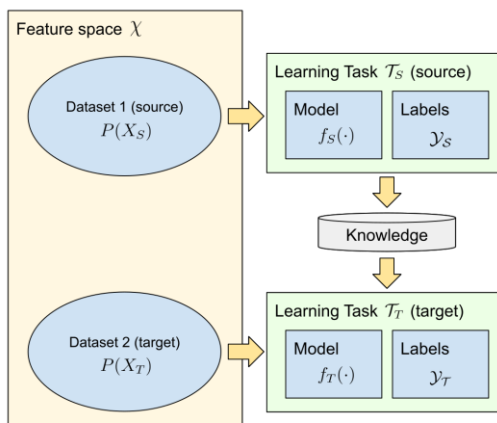 Feature space χ
Dataset 1 (source)
P(X_S)
Learning Task 𝒯_S (source)
Model
f_S(·)
Labels
𝒴_𝒮
Knowledge
Dataset 2 (target)
P(X_T)
Learning Task 𝒯_T (target)
Model
f_T(·)
Labels
𝒴_𝒯